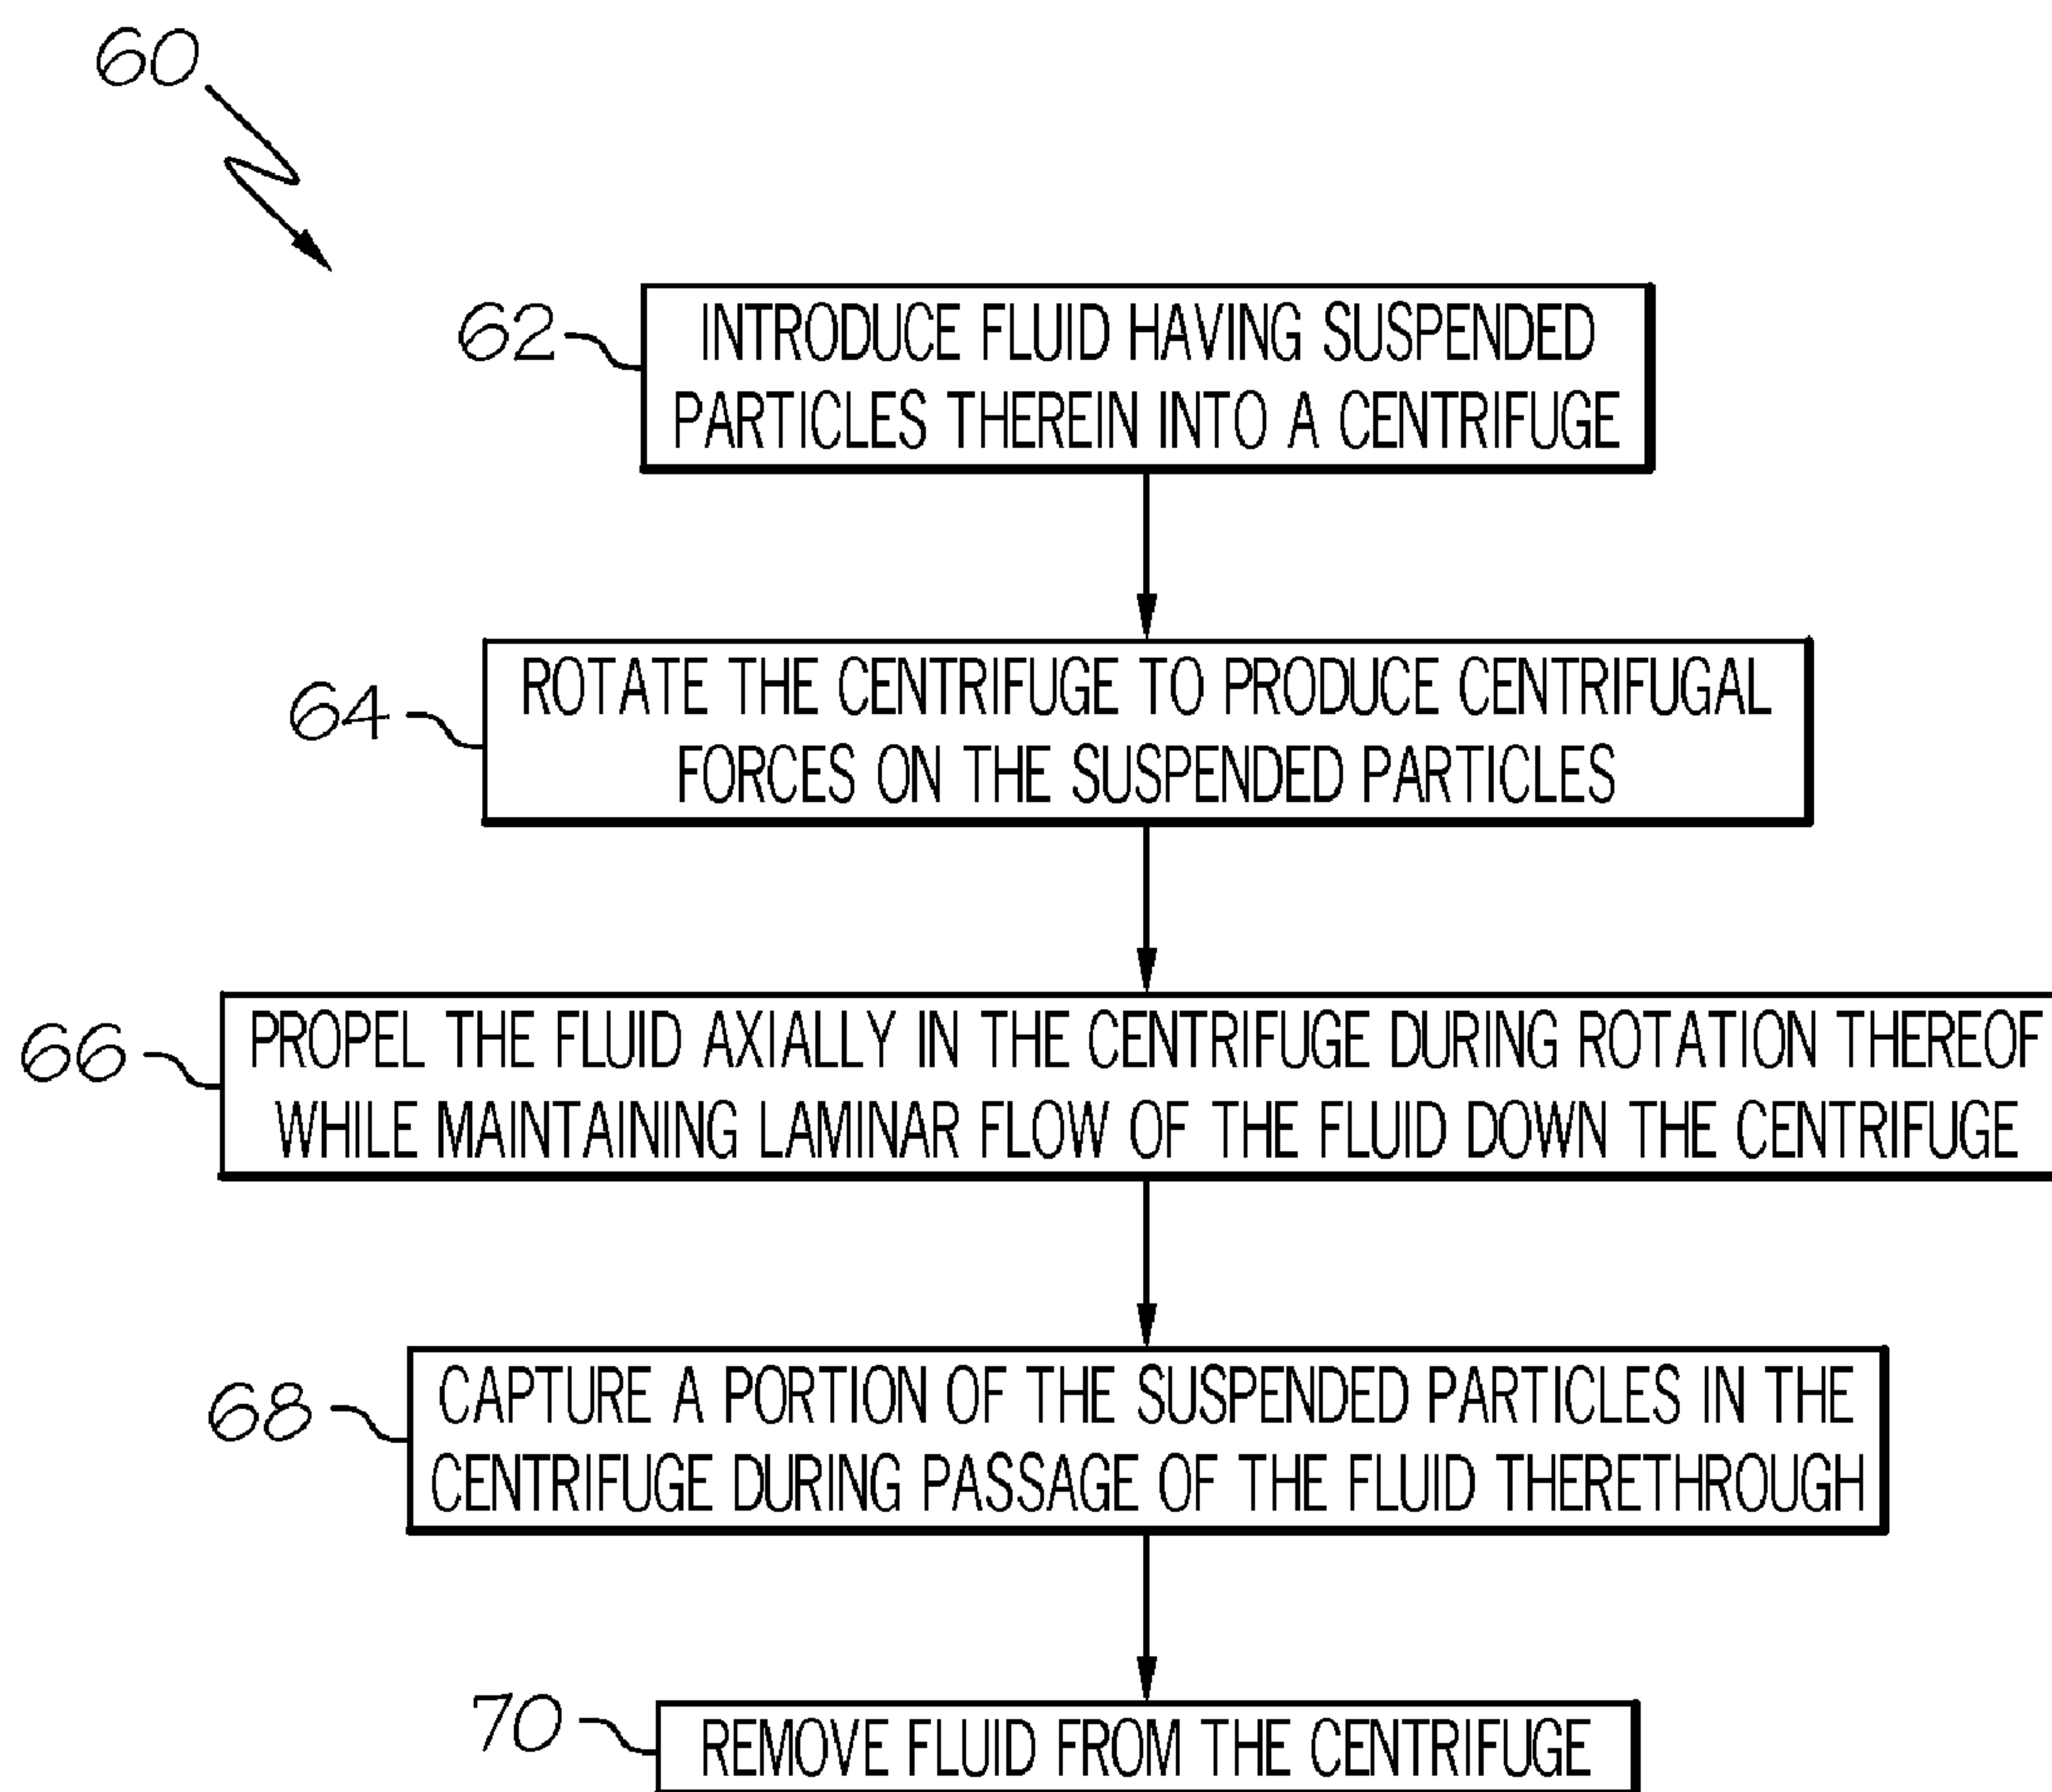 60
62
INTRODUCE FLUID HAVING SUSPENDED
PARTICLES THEREIN INTO A CENTRIFUGE
64
ROTATE THE CENTRIFUGE TO PRODUCE CENTRIFUGAL
FORCES ON THE SUSPENDED PARTICLES
66
PROPEL THE FLUID AXIALLY IN THE CENTRIFUGE DURING ROTATION THEREOF
WHILE MAINTAINING LAMINAR FLOW OF THE FLUID DOWN THE CENTRIFUGE
68
CAPTURE A PORTION OF THE SUSPENDED PARTICLES IN THE
CENTRIFUGE DURING PASSAGE OF THE FLUID THERETHROUGH
70
REMOVE FLUID FROM THE CENTRIFUGE